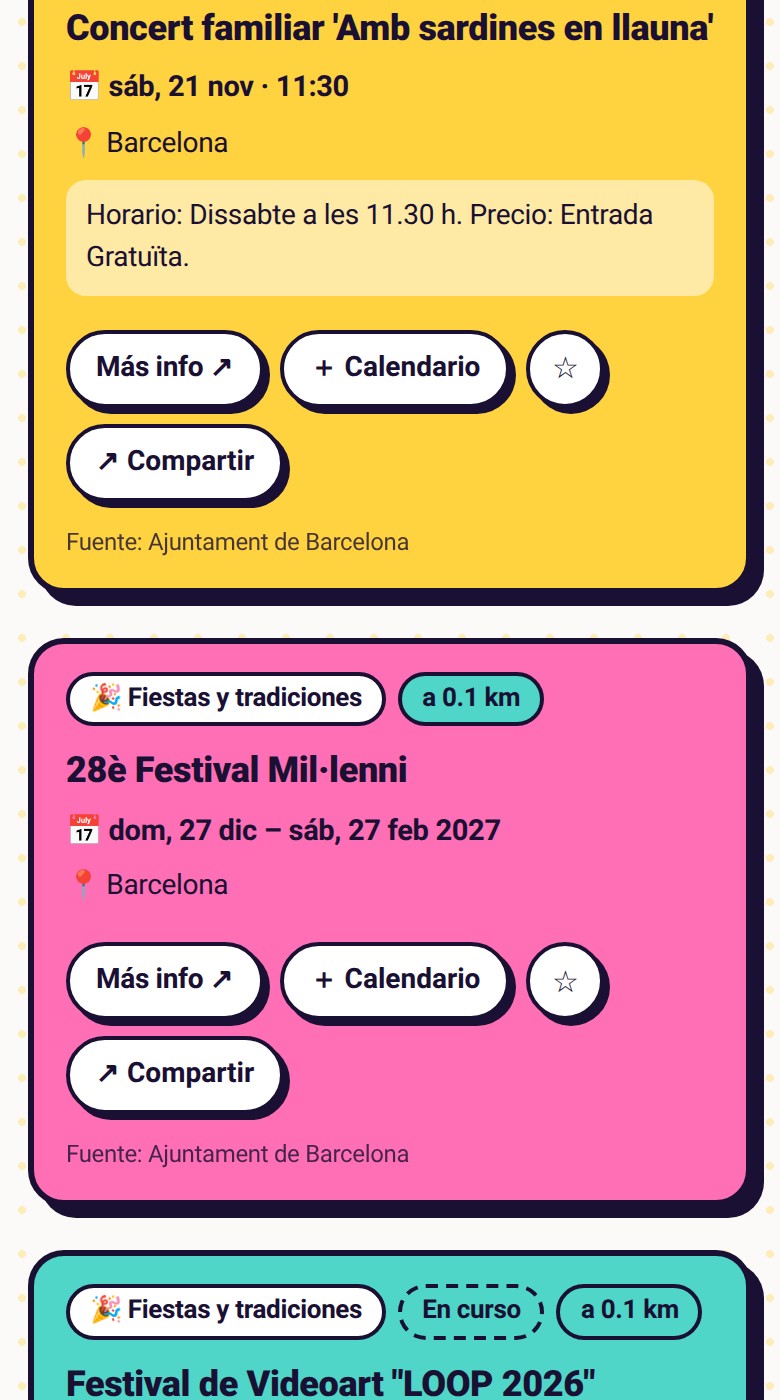 Concert familiar 'Amb sardines en llauna'
📅 sáb, 21 nov · 11:30
📍 Barcelona
Horario: Dissabte a les 11.30 h. Precio: Entrada
Gratuïta.
Más info ↗ + Calendario ☆
↗ Compartir
Fuente: Ajuntament de Barcelona
🎉 Fiestas y tradiciones a 0.1 km
28è Festival Mil·lenni
📅 dom, 27 dic – sáb, 27 feb 2027
📍 Barcelona
Más info ↗ + Calendario ☆
↗ Compartir
Fuente: Ajuntament de Barcelona
🎉 Fiestas y tradiciones En curso a 0.1 km
Festival de Videoart "LOOP 2026"